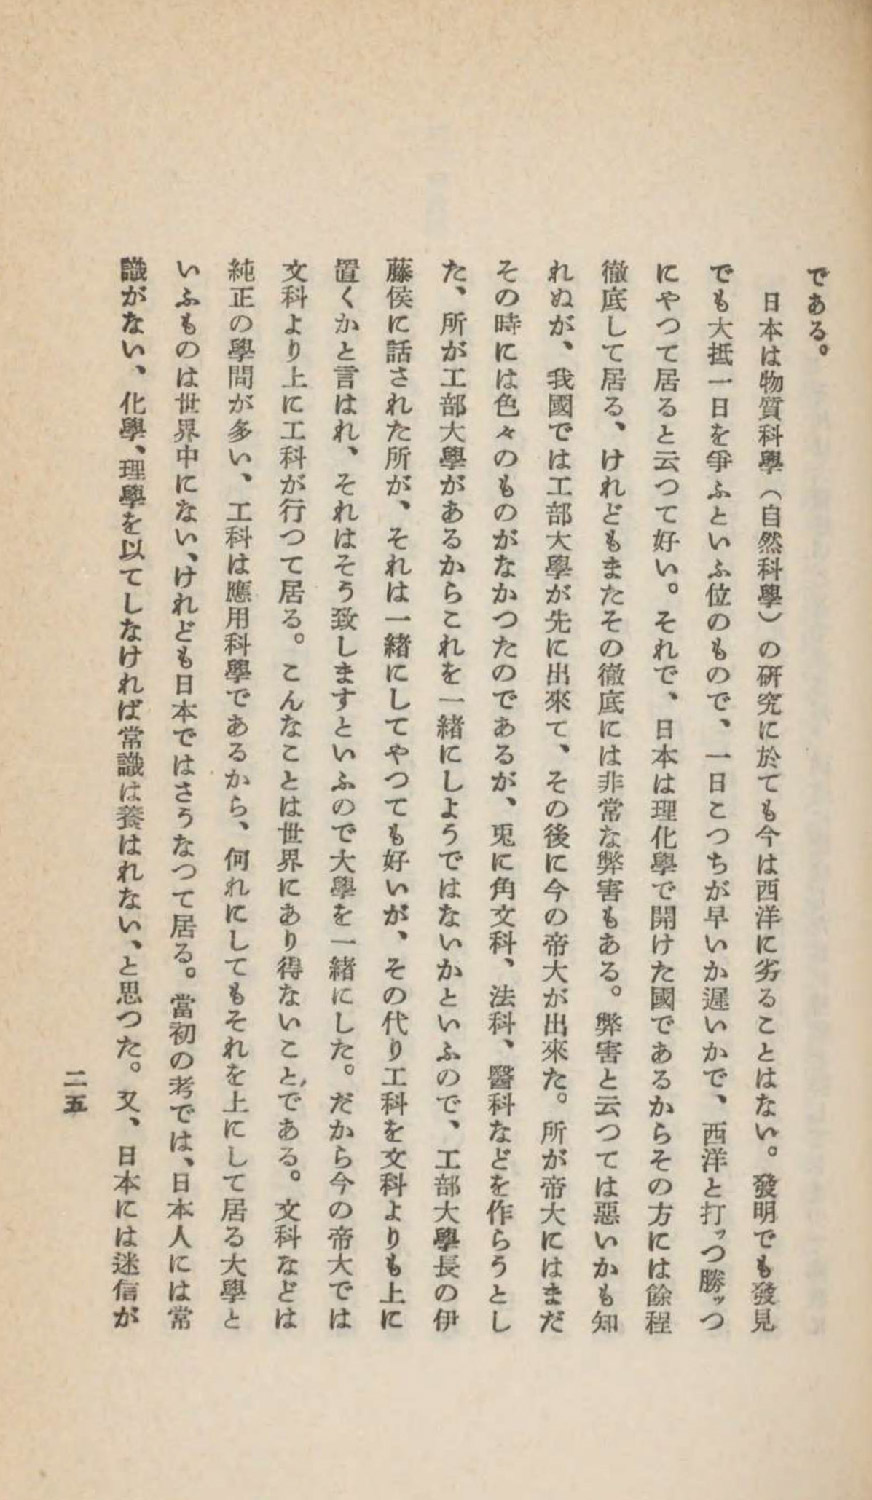 である。
日本は物質科學（自然科學）の研究に於ても今は西洋に劣ることはない。發明でも發見
でも大抵一日を爭ふといふ位のもので、一日こつちが早いか遲いかで、西洋と打ッつ勝ッつ
にやつて居ると云つて好い。それで、日本は理化學で開けた國であるからその方には餘程
徹底して居る、けれどもまたその徹底には非常な弊害もある。弊害と云つては惡いかも知
れぬが、我國では工部大學が先に出來て、その後に今の帝大が出來た。所が帝大にはまだ
その時には色々のものがなかつたのであるが、兎に角文科、法科、醫科などを作らうとし
た、所が工部大學があるからこれを一緒にしようではないかといふので、工部大學長の伊
藤侯に話された所が、それは一緒にしてやつても好いが、その代り工科を文科よりも上に
置くかと言はれ、それはそう致しますといふので大學を一緒にした。だから今の帝大では
文科より上に工科が行つて居る。こんなことは世界にあり得ないことである。文科などは
純正の學問が多い、工科は應用科學であるから、何れにしてもそれを上にして居る大學と
いふものは世界中にない、けれども日本ではさうなつて居る。當初の考では、日本人には常
識がない、化學、理學を以てしなければ常識は養はれない、と思つた。又、日本には迷信が
二五